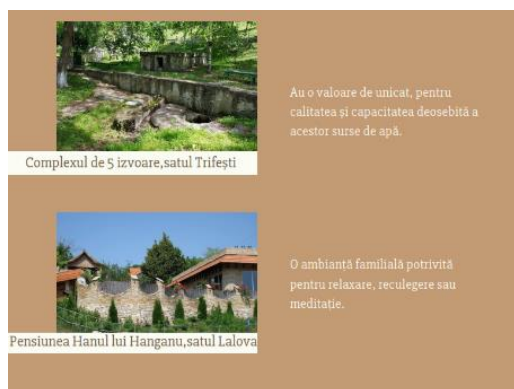 Au o valoare de unicat, pentru
calitatea și capacitatea deosebită a
acestor surse de apă.
Complexul de 5 izvoare,satul Trifești
O ambianță familială potrivită
pentru relaxare, reculegere sau
meditație.
Pensiunea Hanul lui Hanganu,satul Lalova